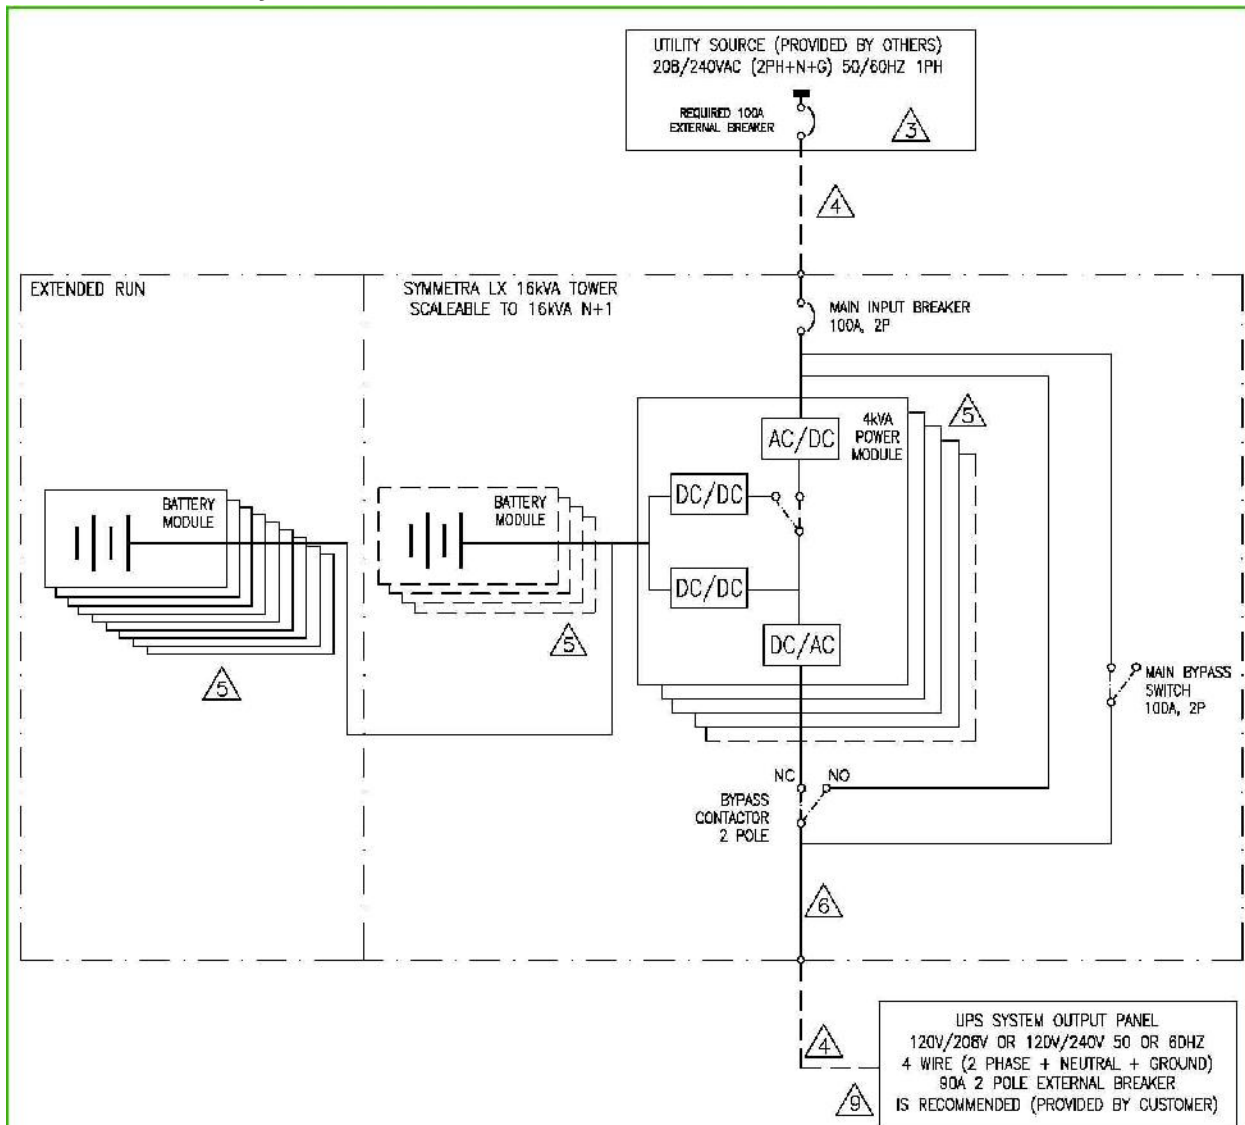 UTILITY SOURCE (PROVIDED BY OTHERS)
208/240VAC (2PH+N+G) 50/60HZ 1PH
REQUIRED 100A
EXTERNAL BREAKER
3
4
EXTENDED RUN
SYMMETRA LX 16kVA TOWER
SCALEABLE TO 16kVA N+1
MAIN INPUT BREAKER
100A, 2P
AC/DC
4kVA
POWER
MODULE
5
BATTERY
MODULE
5
BATTERY
MODULE
5
DC/DC
DC/DC
DC/AC
MAIN BYPASS
SWITCH
100A, 2P
NC
NO
BYPASS
CONTACTOR
2 POLE
6
4
9
UPS SYSTEM OUTPUT PANEL
120V/208V OR 120V/240V 50 OR 60HZ
4 WIRE (2 PHASE + NEUTRAL + GROUND)
90A 2 POLE EXTERNAL BREAKER
IS RECOMMENDED (PROVIDED BY CUSTOMER)